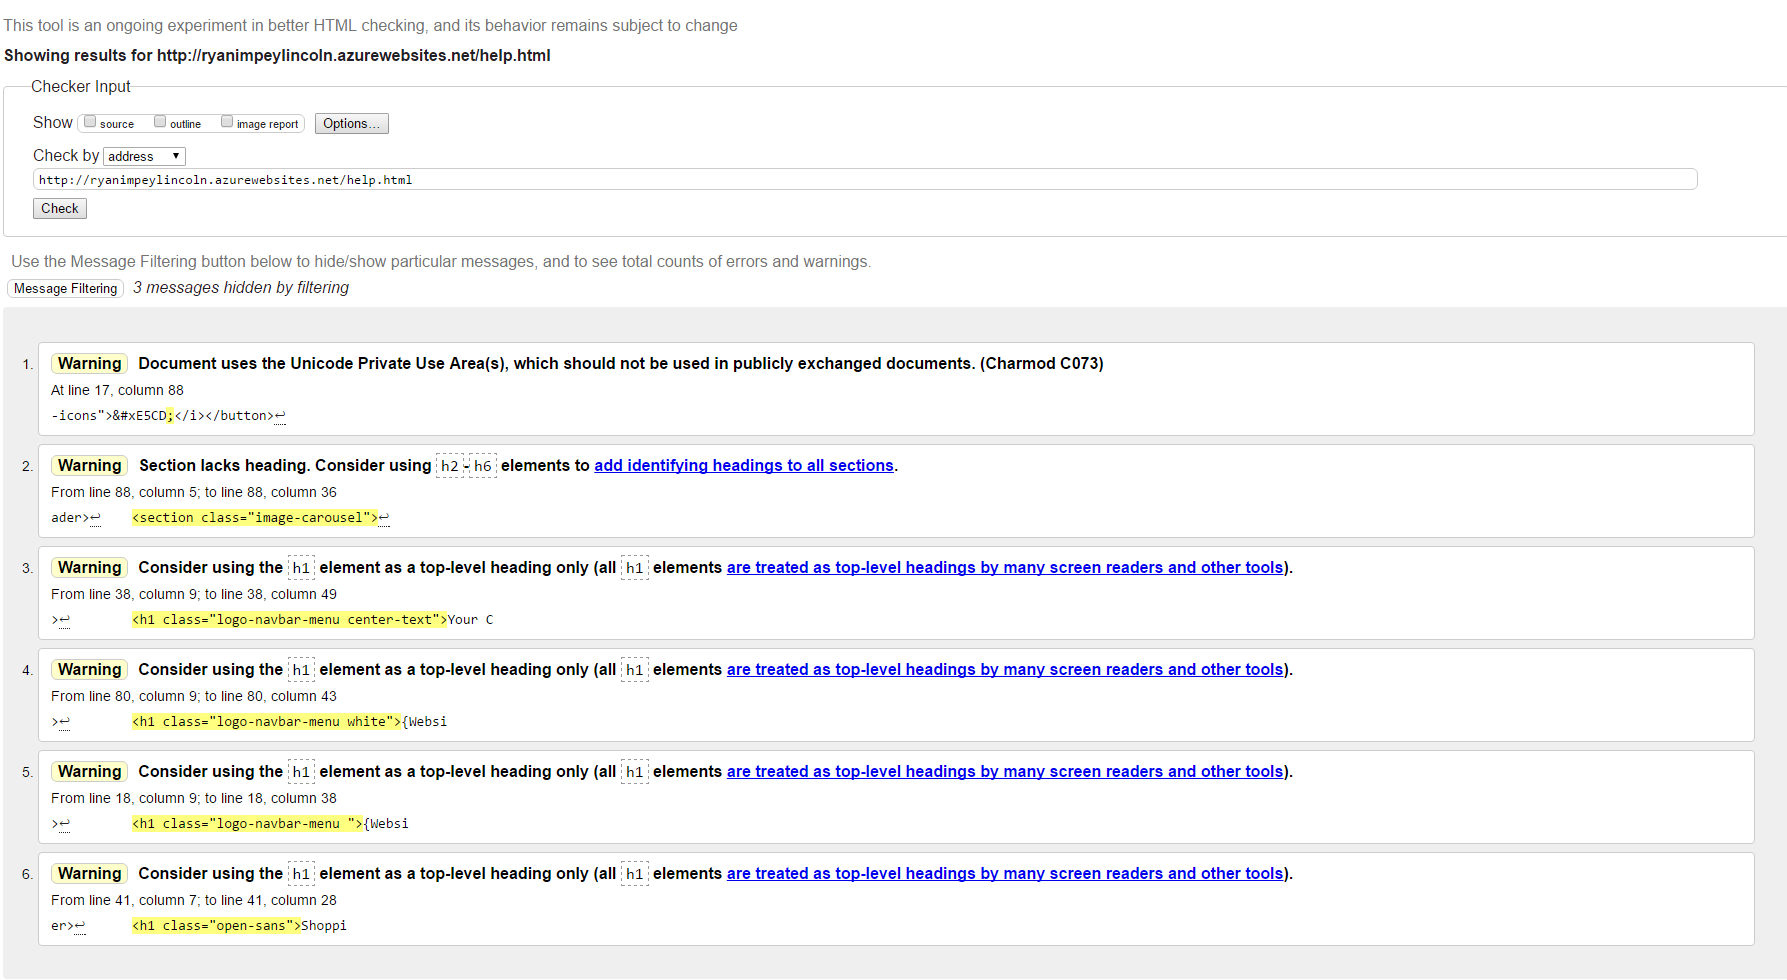 This tool is an ongoing experiment in better HTML checking, and its behavior remains subject to change
Showing results for http://ryanimpeylincoln.azurewebsites.net/help.html
Checker Input
Show source outline image report Options...
Check by address ▼
http://ryanimpeylincoln.azurewebsites.net/help.html
Check
Use the Message Filtering button below to hide/show particular messages, and to see total counts of errors and warnings.
Message Filtering 3 messages hidden by filtering
1. Warning Document uses the Unicode Private Use Area(s), which should not be used in publicly exchanged documents. (Charmod C073)
At line 17, column 88
-icons">&#xE5CD;</i></button>↩
2. Warning Section lacks heading. Consider using h2-h6 elements to add identifying headings to all sections.
From line 88, column 5; to line 88, column 36
ader>↩ <section class="image-carousel">↩
3. Warning Consider using the h1 element as a top-level heading only (all h1 elements are treated as top-level headings by many screen readers and other tools).
From line 38, column 9; to line 38, column 49
>↩ <h1 class="logo-navbar-menu center-text">Your C
4. Warning Consider using the h1 element as a top-level heading only (all h1 elements are treated as top-level headings by many screen readers and other tools).
From line 80, column 9; to line 80, column 43
>↩ <h1 class="logo-navbar-menu white">{Websi
5. Warning Consider using the h1 element as a top-level heading only (all h1 elements are treated as top-level headings by many screen readers and other tools).
From line 18, column 9; to line 18, column 38
>↩ <h1 class="logo-navbar-menu ">{Websi
6. Warning Consider using the h1 element as a top-level heading only (all h1 elements are treated as top-level headings by many screen readers and other tools).
From line 41, column 7; to line 41, column 28
er>↩ <h1 class="open-sans">Shoppi